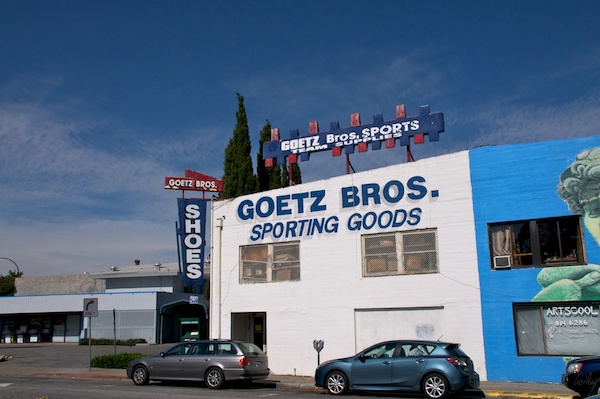 GOETZ BROS. SPORTS
TEAM SUPPLIES
GOETZ BROS.
SHOES
GOETZ BROS.
SPORTING GOODS
ARTSCOOL